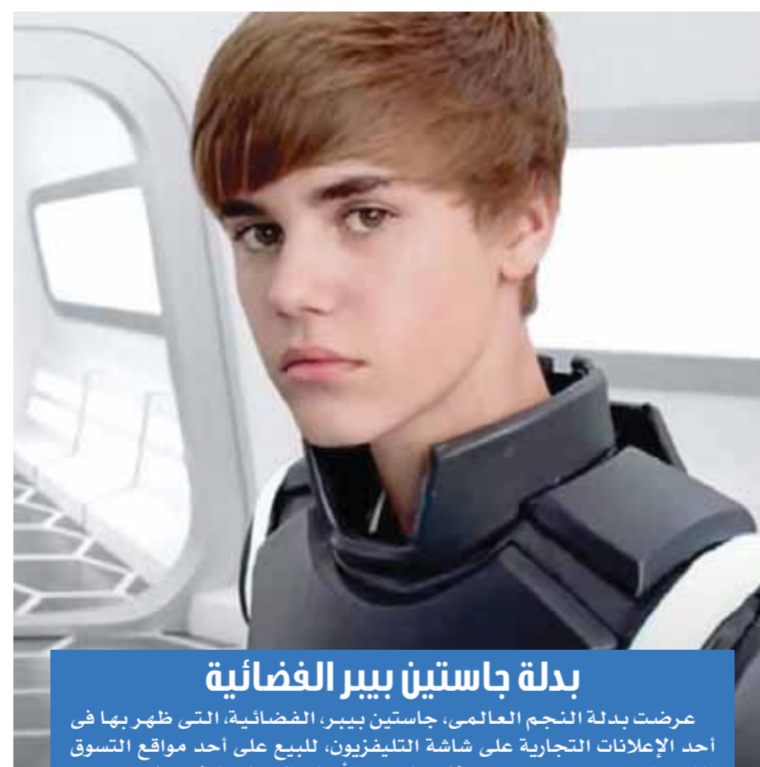 بدلة جاستين بيبر الفضائية
عرضت بدلة النجم العالمى، جاستين بيبر، الفضائية، التى ظهر بها فى
أحد الإعلانات التجارية على شاشة التليفزيون، للبيع على أحد مواقع التسوق